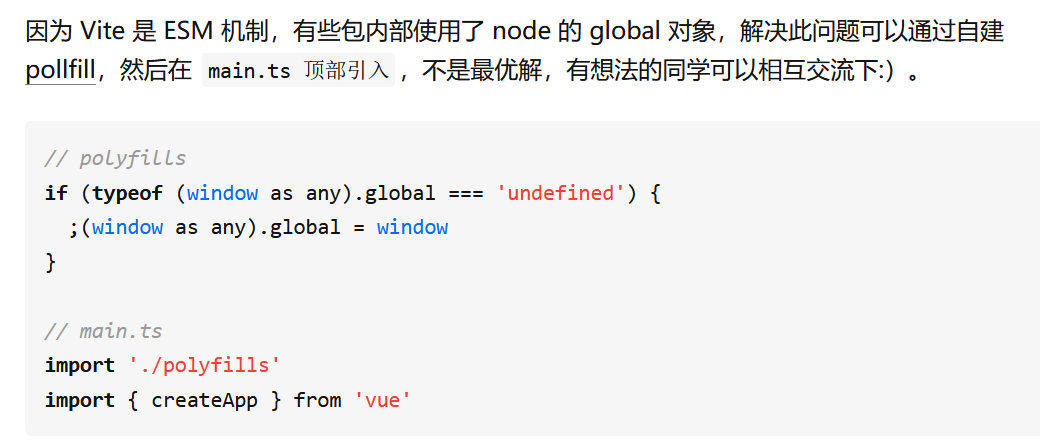 因为 Vite 是 ESM 机制，有些包内部使用了 node 的 global 对象，解决此问题可以通过自建
pollfill，然后在 main.ts 顶部引入 ，不是最优解，有想法的同学可以相互交流下:）。
// polyfills
if (typeof (window as any).global === 'undefined') {
  ;(window as any).global = window
}
// main.ts
import './polyfills'
import { createApp } from 'vue'